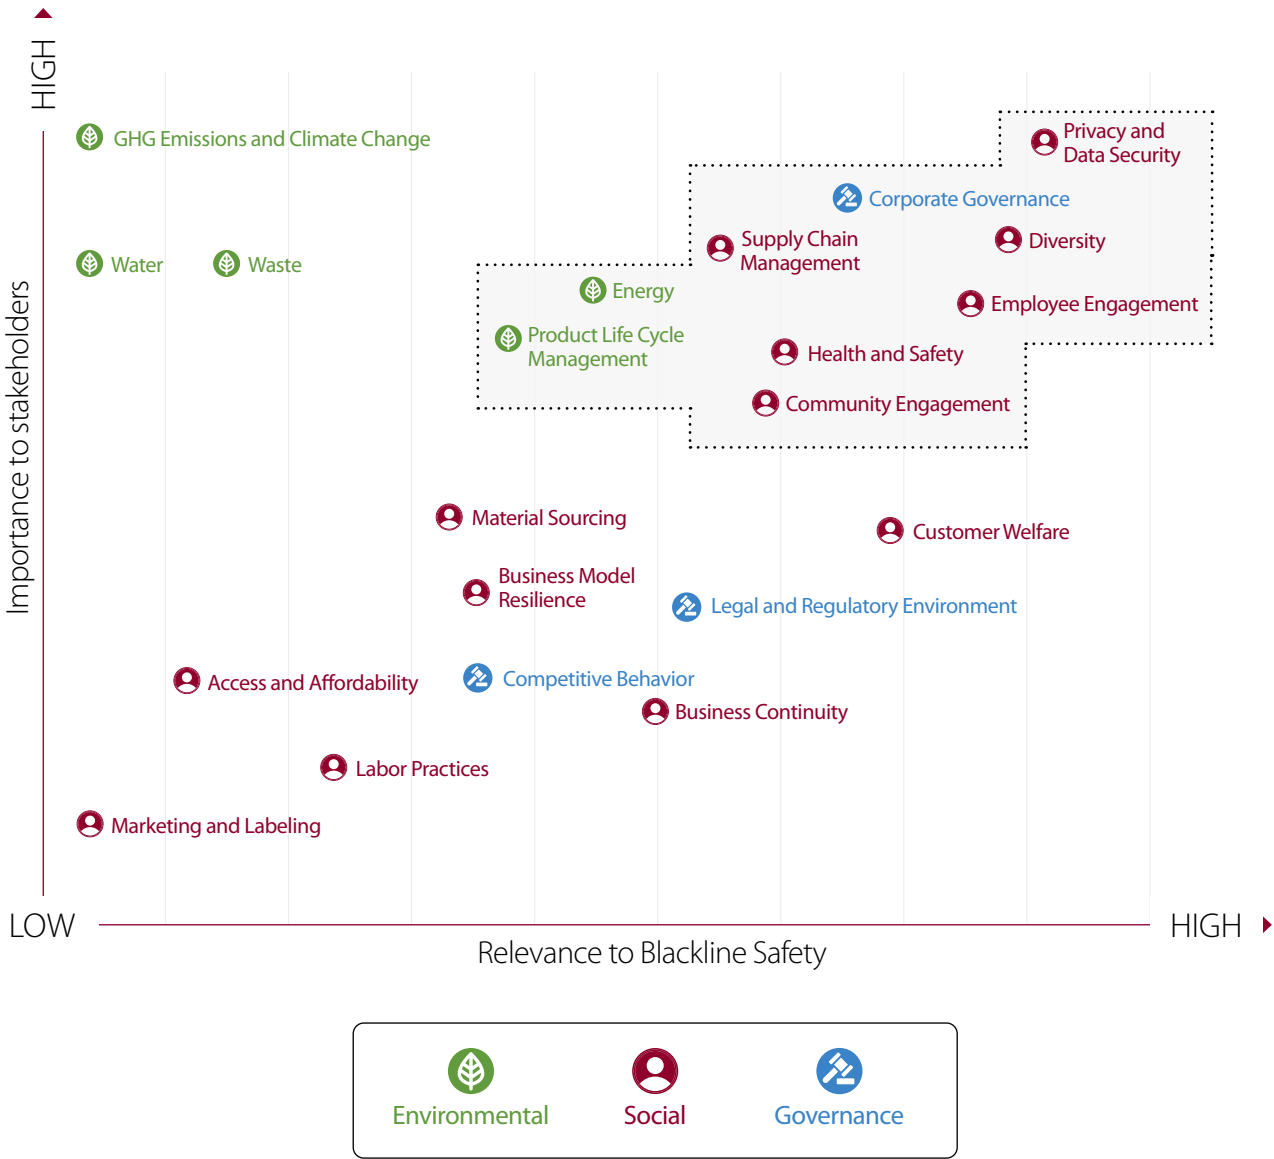 HIGH
GHG Emissions and Climate Change
Privacy and
Data Security
Corporate Governance
Supply Chain
Management
Diversity
Water
Waste
Energy
Employee Engagement
Product Life Cycle
Management
Health and Safety
Community Engagement
Importance to stakeholders
Material Sourcing
Customer Welfare
Business Model
Resilience
Legal and Regulatory Environment
Access and Affordability
Competitive Behavior
Business Continuity
Labor Practices
Marketing and Labeling
LOW
HIGH
Relevance to Blackline Safety
Environmental
Social
Governance